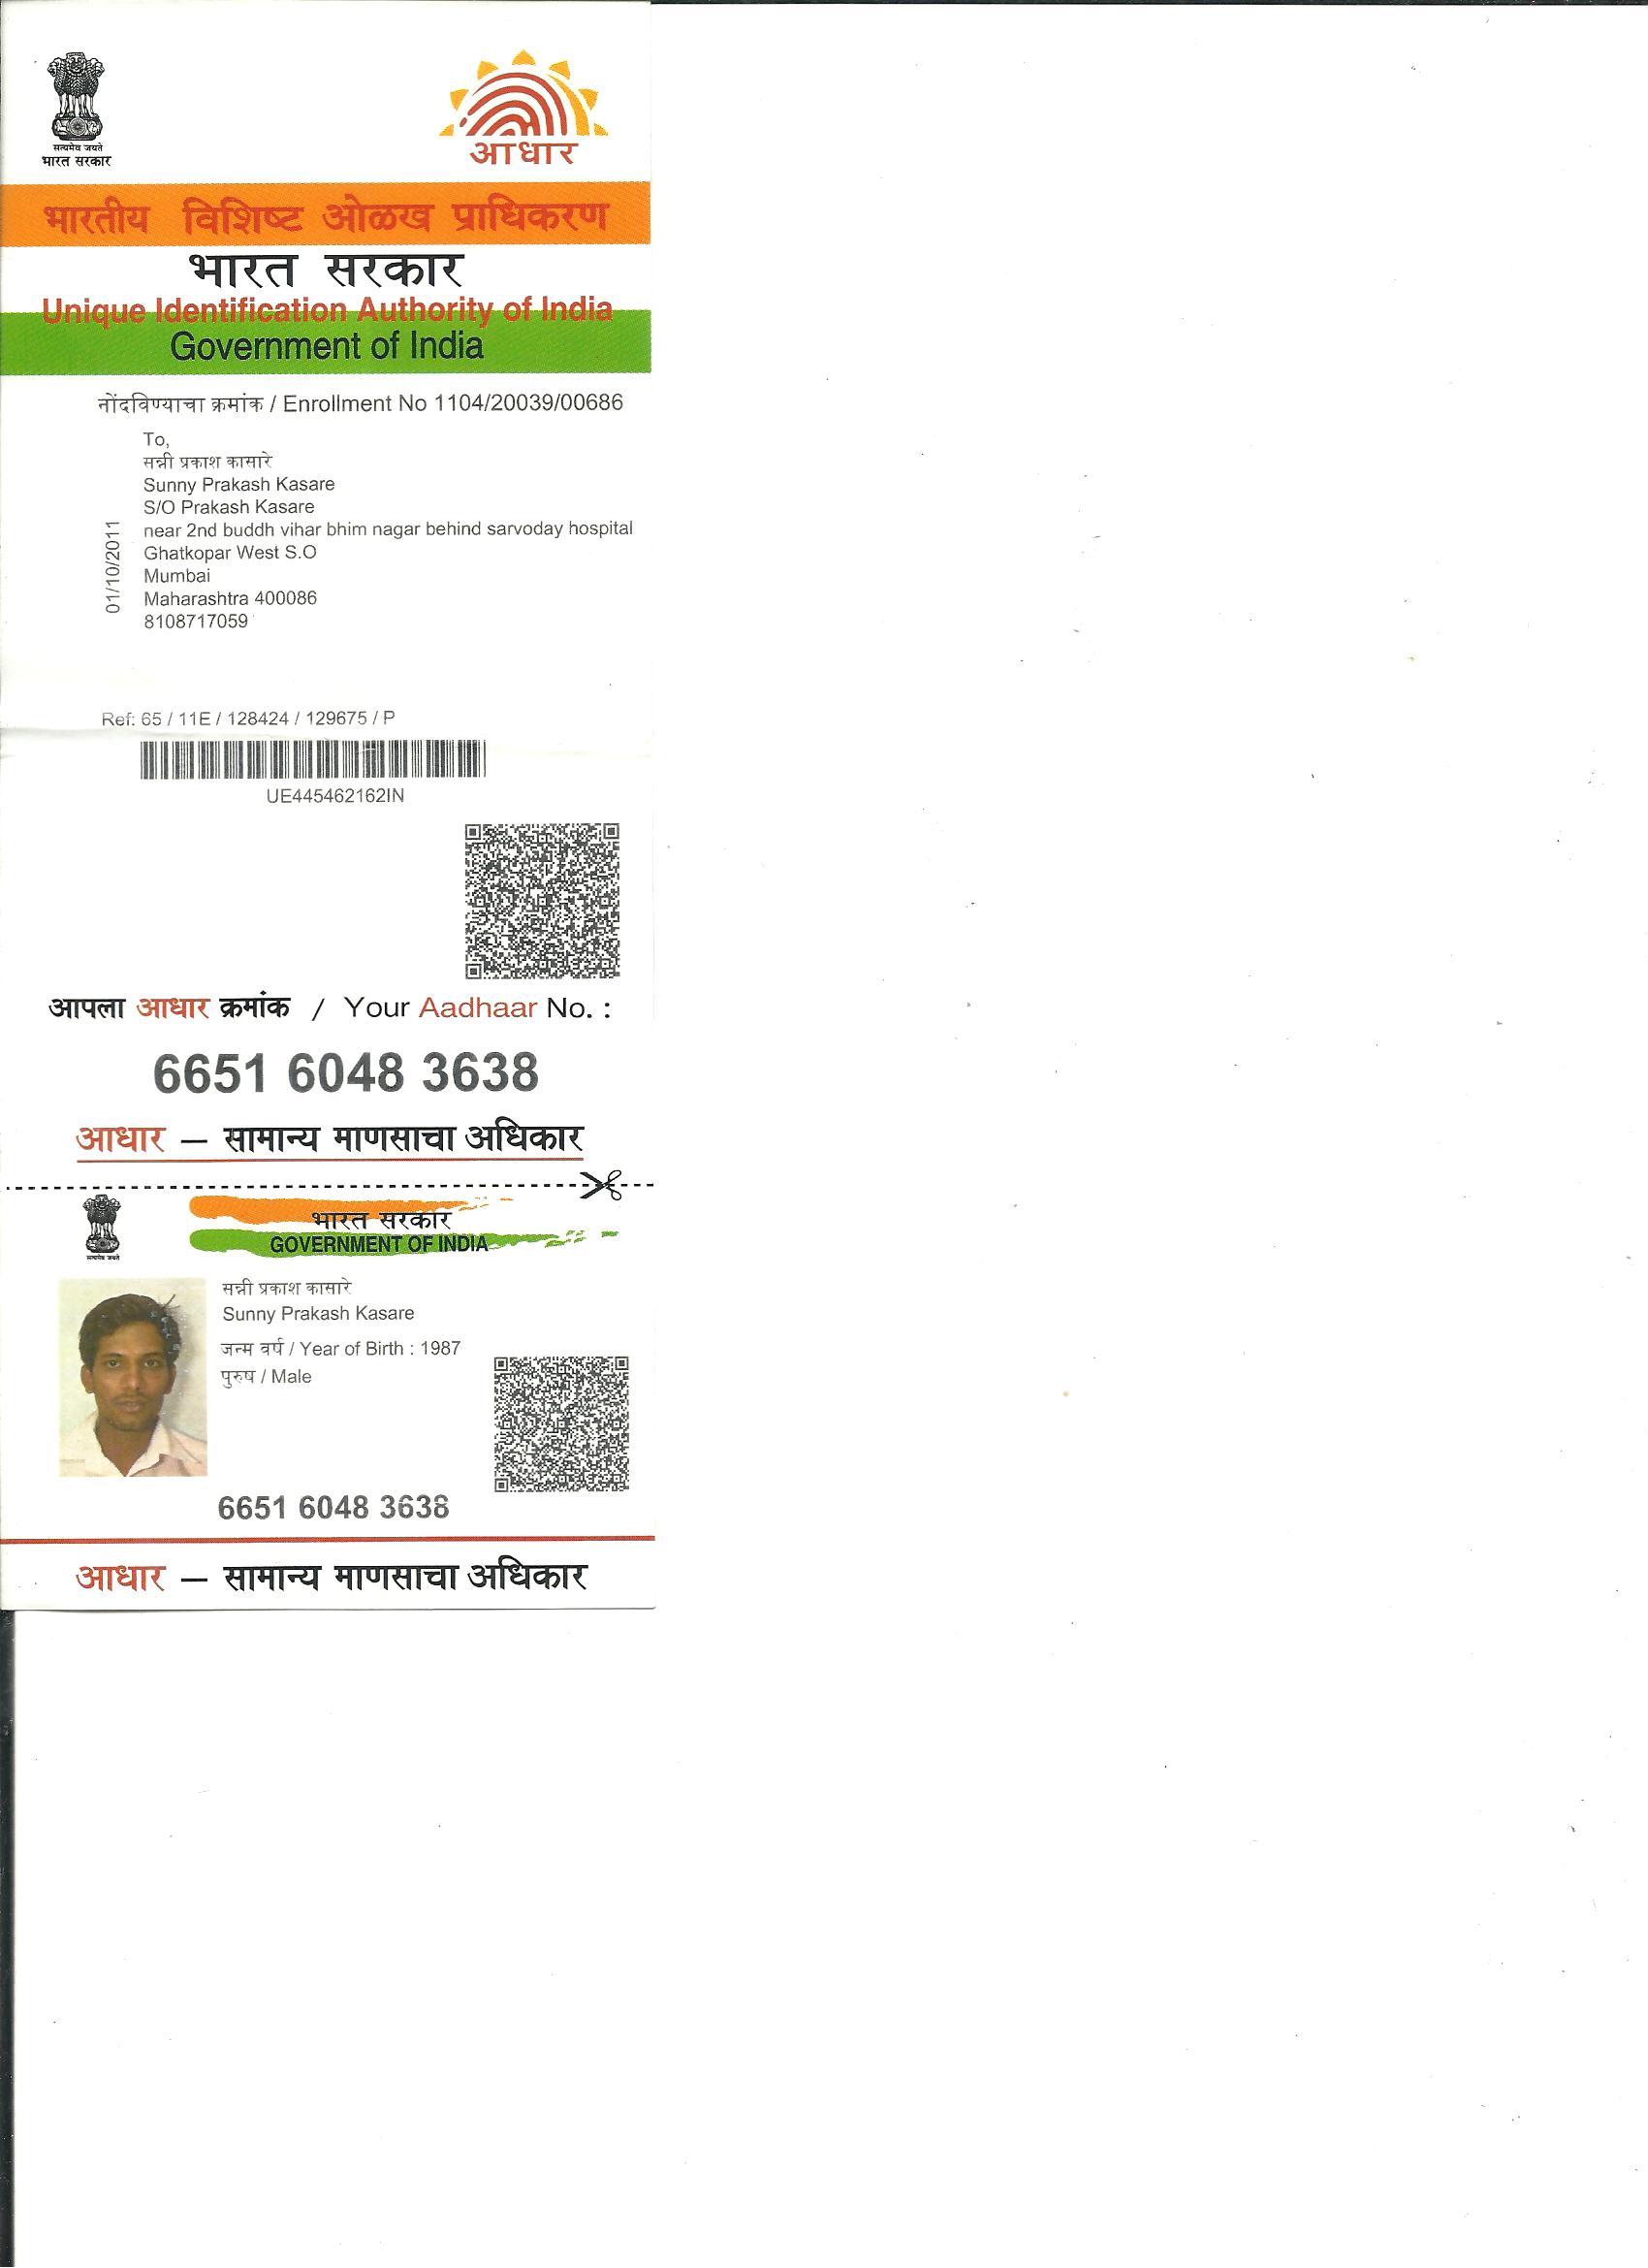 सत्यमेव जयते
भारत सरकार
आधार
भारतीय विशिष्ट ओळख प्राधिकरण
भारत सरकार
Unique Identification Authority of India
Government of India
नोंदविण्याचा क्रमांक / Enrollment No 1104/20039/00686
To,
सन्नी प्रकाश कासारे
Sunny Prakash Kasare
S/O Prakash Kasare
near 2nd buddh vihar bhim nagar behind sarvoday hospital
Ghatkopar West S.O
Mumbai
Maharashtra 400086
8108717059
01/10/2011
Ref: 65 / 11E / 128424 / 129675 / P
UE445462162IN
आपला आधार क्रमांक / Your Aadhaar No. :
6651 6048 3638
आधार – सामान्य माणसाचा अधिकार
सत्यमेव जयते
भारत सरकार
GOVERNMENT OF INDIA
सन्नी प्रकाश कासारे
Sunny Prakash Kasare
जन्म वर्ष / Year of Birth : 1987
पुरुष / Male
6651 6048 3638
आधार – सामान्य माणसाचा अधिकार